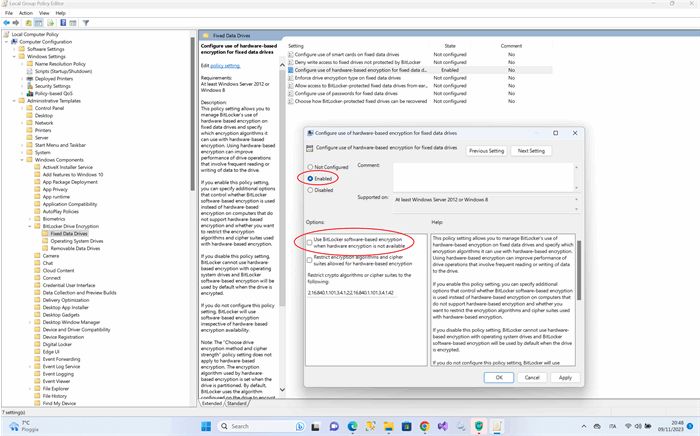 Local Group Policy Editor
File Action View Help
Local Computer Policy
Computer Configuration
Software Settings
Windows Settings
Name Resolution Policy
Scripts (Startup/Shutdown)
Deployed Printers
Security Settings
Policy-based QoS
Administrative Templates
Control Panel
Desktop
Network
Printers
Server
Start Menu and Taskbar
System
Windows Components
ActiveX Installer Service
Add features to Windows 10
App Package Deployment
App Privacy
App runtime
Application Compatibility
AutoPlay Policies
Biometrics
BitLocker Drive Encryption
Fixed Data Drives
Operating System Drives
Removable Data Drives
Camera
Chat
Cloud Content
Connect
Credential User Interface
Data Collection and Preview Builds
Delivery Optimization
Desktop App Installer
Desktop Gadgets
Desktop Window Manager
Device and Driver Compatibility
Device Registration
Digital Locker
Edge UI
Event Forwarding
Event Log Service
Event Logging
Event Viewer
File Explorer
File History
Find My Device
7 setting(s)
Fixed Data Drives
Configure use of hardware-based
encryption for fixed data drives
Edit policy setting.
Requirements:
At least Windows Server 2012 or
Windows 8
Description:
This policy setting allows you to
manage BitLocker's use of
hardware-based encryption on
fixed data drives and specify
which encryption algorithms it
can use with hardware-based
encryption. Using hardware-based
encryption can improve
performance of drive operations
that involve frequent reading or
writing of data to the drive.
If you enable this policy setting,
you can specify additional options
that control whether BitLocker
software-based encryption is used
instead of hardware-based
encryption on computers that do
not support hardware-based
encryption and whether you want
to restrict the encryption
algorithms and cipher suites used
with hardware-based encryption.
If you disable this policy setting,
BitLocker cannot use hardware-
based encryption with operating
system drives and BitLocker
software-based encryption will be
used by default when the drive is
encrypted.
If you do not configure this policy
setting, BitLocker will use
software-based encryption
irrespective of hardware-based
encryption availability.
Note: The "Choose drive
encryption method and cipher
strength" policy setting does not
apply to hardware-based
encryption. The encryption
algorithm used by hardware-
based encryption is set when the
drive is partitioned. By default,
BitLocker uses the algorithm
configured on the drive to encrypt
Extended Standard
Setting State Comment
Configure use of smart cards on fixed data drives Not configured No
Deny write access to fixed drives not protected by BitLocker Not configured No
Configure use of hardware-based encryption for fixed data d... Enabled No
Enforce drive encryption type on fixed data drives Not configured No
Allow access to BitLocker-protected fixed data drives from ear... Not configured No
Configure use of passwords for fixed data drives Not configured No
Choose how BitLocker-protected fixed drives can be recovered Not configured No
Configure use of hardware-based encryption for fixed data drives
Configure use of hardware-based encryption for fixed data drives
Previous Setting Next Setting
Not Configured Comment:
Enabled
Disabled
Supported on: At least Windows Server 2012 or Windows 8
Options: Help:
Use BitLocker software-based encryption
when hardware encryption is not available
Restrict encryption algorithms and cipher
suites allowed for hardware-based encryption
Restrict crypto algorithms or cipher suites to the
following:
2.16.840.1.101.3.4.1.2;2.16.840.1.101.3.4.1.42
This policy setting allows you to manage BitLocker's use of
hardware-based encryption on fixed data drives and specify which
encryption algorithms it can use with hardware-based encryption.
Using hardware-based encryption can improve performance of drive
operations that involve frequent reading or writing of data to
the drive.
If you enable this policy setting, you can specify additional options
that control whether BitLocker software-based encryption is used
instead of hardware-based encryption on computers that do not
support hardware-based encryption and whether you want to
restrict the encryption algorithms and cipher suites used with
hardware-based encryption.
If you disable this policy setting, BitLocker cannot use hardware-
based encryption with operating system drives and BitLocker
software-based encryption will be used by default when the drive
is encrypted.
If you do not configure this policy setting, BitLocker will use
OK Cancel Apply
7°C
Pioggia
Search
ITA
20:48
09/11/2023